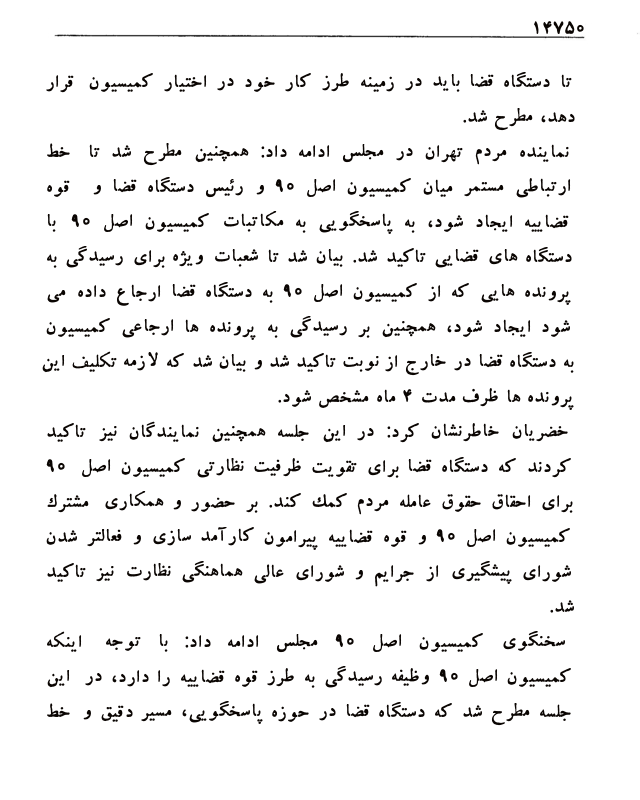 ۱۴۷۵۰
تا دستگاه قضا باید در زمینه طرز کار خود در اختیار کمیسیون قرار
دهد، مطرح شد.
نماینده مردم تهران در مجلس ادامه داد: همچنین مطرح شد تا خط
ارتباطی مستمر میان کمیسیون اصل ۹۰ و رئیس دستگاه قضا و قوه
قضاییه ایجاد شود، به پاسخگویی به مکاتبات کمیسیون اصل ۹۰ با
دستگاه های قضایی تاکید شد. بیان شد تا شعبات ویژه برای رسیدگی به
پرونده هایی که از کمیسیون اصل ۹۰ به دستگاه قضا ارجاع داده می
شود ایجاد شود، همچنین بر رسیدگی به پرونده ها ارجاعی کمیسیون
به دستگاه قضا در خارج از نوبت تاکید شد و بیان شد که لازمه تکلیف این
پرونده ها ظرف مدت ۴ ماه مشخص شود.
خضریان خاطرنشان کرد: در این جلسه همچنین نمایندگان نیز تاکید
کردند که دستگاه قضا برای تقویت ظرفیت نظارتی کمیسیون اصل ۹۰
برای احقاق حقوق عامله مردم کمك کند. بر حضور و همکاری مشترك
کمیسیون اصل ۹۰ و قوه قضاییه پیرامون کارآمد سازی و فعالتر شدن
شورای پیشگیری از جرایم و شورای عالی هماهنگی نظارت نیز تاکید
شد.
سخنگوی کمیسیون اصل ۹۰ مجلس ادامه داد: با توجه اینکه
کمیسیون اصل ۹۰ وظیفه رسیدگی به طرز قوه قضاییه را دارد، در این
جلسه مطرح شد که دستگاه قضا در حوزه پاسخگویی، مسیر دقیق و خط